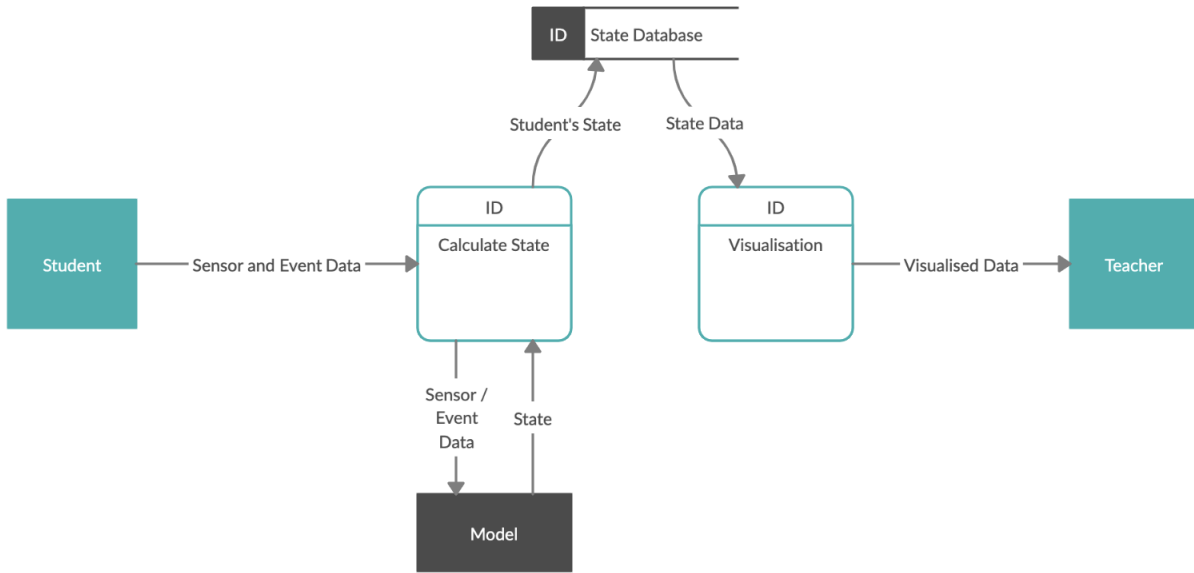 ID
State Database
Student's State
State Data
ID
Calculate State
ID
Visualisation
Student
Sensor and Event Data
Visualised Data
Teacher
Sensor /
Event
Data
State
Model